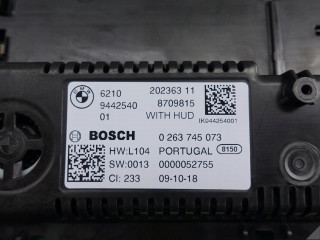 6210 202363 11
9442540 8709815
01 WITH HUD
IK944254001
BOSCH 0 263 745 073
HW:L104 PORTUGAL 8150
SW:0013 0000052755
CI: 233 09-10-18